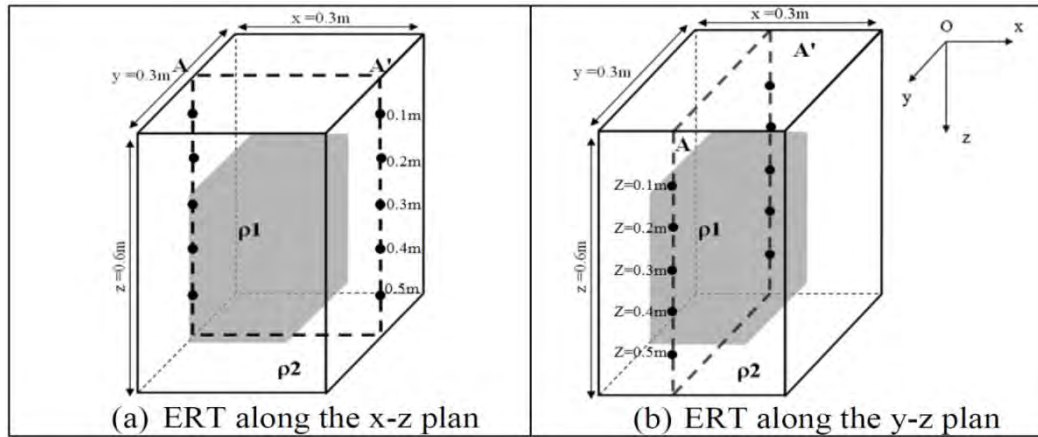 x =0.3m
y =0.3m
A
A'
0.1m
0.2m
0.3m
0.4m
0.5m
z =0.6m
ρ1
ρ2
(a) ERT along the x-z plan
x =0.3m
y =0.3m
A'
A
Z=0.1m
Z=0.2m
Z=0.3m
Z=0.4m
Z=0.5m
z =0.6m
ρ1
ρ2
O
x
y
z
(b) ERT along the y-z plan